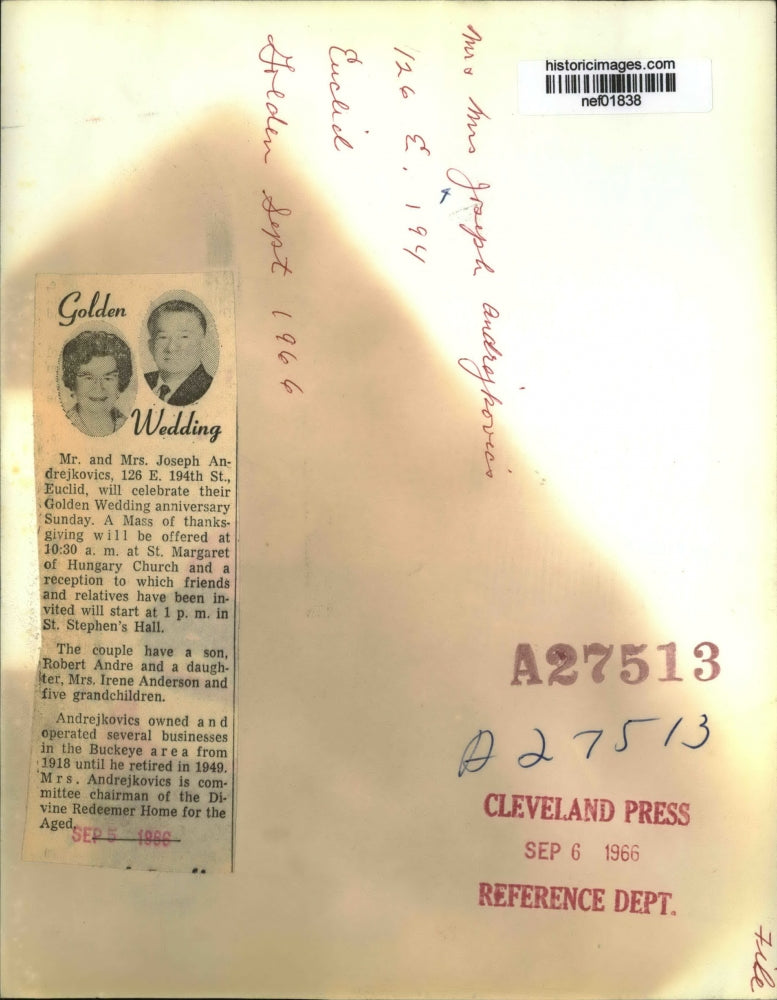 historicimages.com
nef01838
Mr & Mrs Joseph Andrejkovics
126 E. 194
Euclid
Golden Sept 1966
Golden
Wedding
Mr. and Mrs. Joseph An-
drejkovics, 126 E. 194th St.,
Euclid, will celebrate their
Golden Wedding anniversary
Sunday. A Mass of thanks-
giving will be offered at
10:30 a. m. at St. Margaret
of Hungary Church and a
reception to which friends
and relatives have been in-
vited will start at 1 p. m. in
St. Stephen's Hall.
The couple have a son,
Robert Andre and a daugh-
ter, Mrs. Irene Anderson and
five grandchildren.
Andrejkovics owned and
operated several businesses
in the Buckeye area from
1918 until he retired in 1949.
Mrs. Andrejkovics is com-
mittee chairman of the Di-
vine Redeemer Home for the
Aged.
SEP 5 1966
A27513
A27513
CLEVELAND PRESS
SEP 6 1966
REFERENCE DEPT.
File